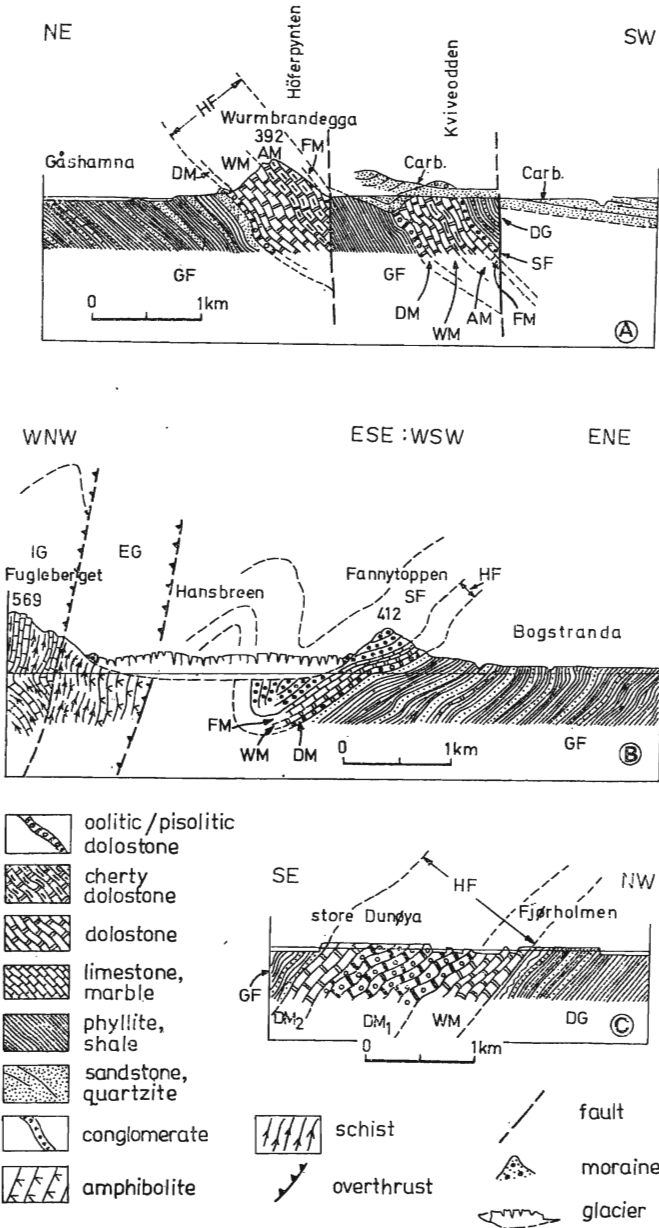 NE
SW
Höferpynten
Kviveodden
HF
Wurmbrandegga
392
AM
FM
WM
DM
Gåshamna
Carb.
Carb.
DG
SF
GF
GF
DM
WM
AM
FM
0 1km
A
WNW
ESE : WSW
ENE
IG
EG
Fugleberget
569
Hansbreen
Fannytoppen
SF
412
HF
Bogstranda
FM
WM
DM
0 1km
GF
B
oolitic/pisolitic
dolostone
cherty
dolostone
dolostone
limestone,
marble
phyllite,
shale
sandstone,
quartzite
conglomerate
amphibolite
schist
overthrust
fault
moraine
glacier
SE
NW
HF
store Dunøya
Fjørholmen
GF
DM2
DM1
WM
DG
C
0 1km